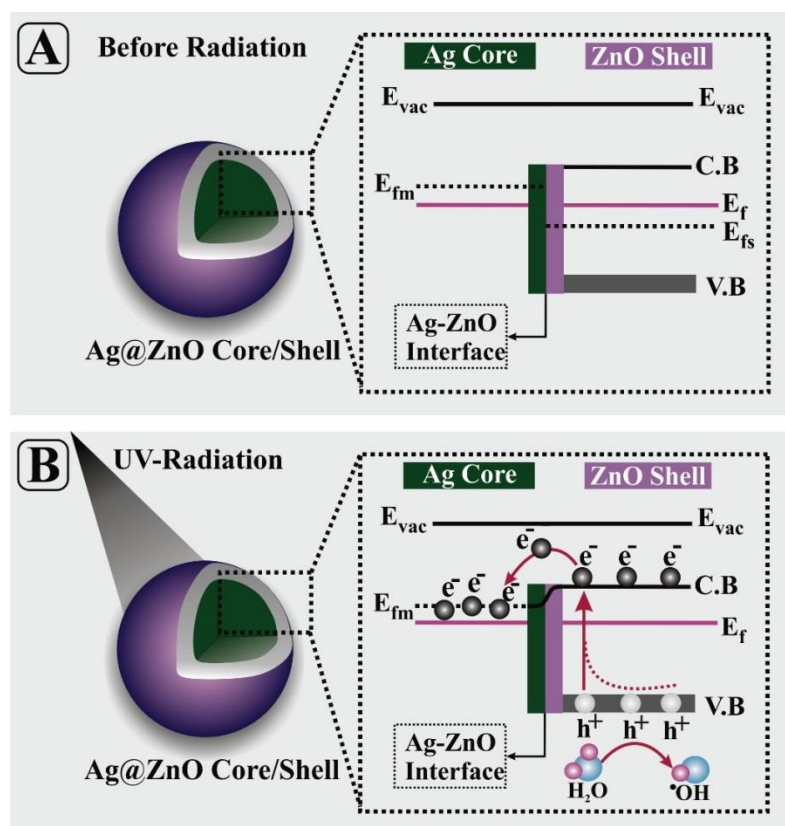 A
Before Radiation
Ag Core
ZnO Shell
Evac
Evac
C.B
Efm
Ef
Efs
V.B
Ag-ZnO
Interface
Ag@ZnO Core/Shell
B
UV-Radiation
Ag Core
ZnO Shell
Evac
Evac
e-
e- e- e-
e- e- e-
C.B
Efm
Ef
V.B
h+ h+ h+
Ag-ZnO
Interface
H2O
•OH
Ag@ZnO Core/Shell